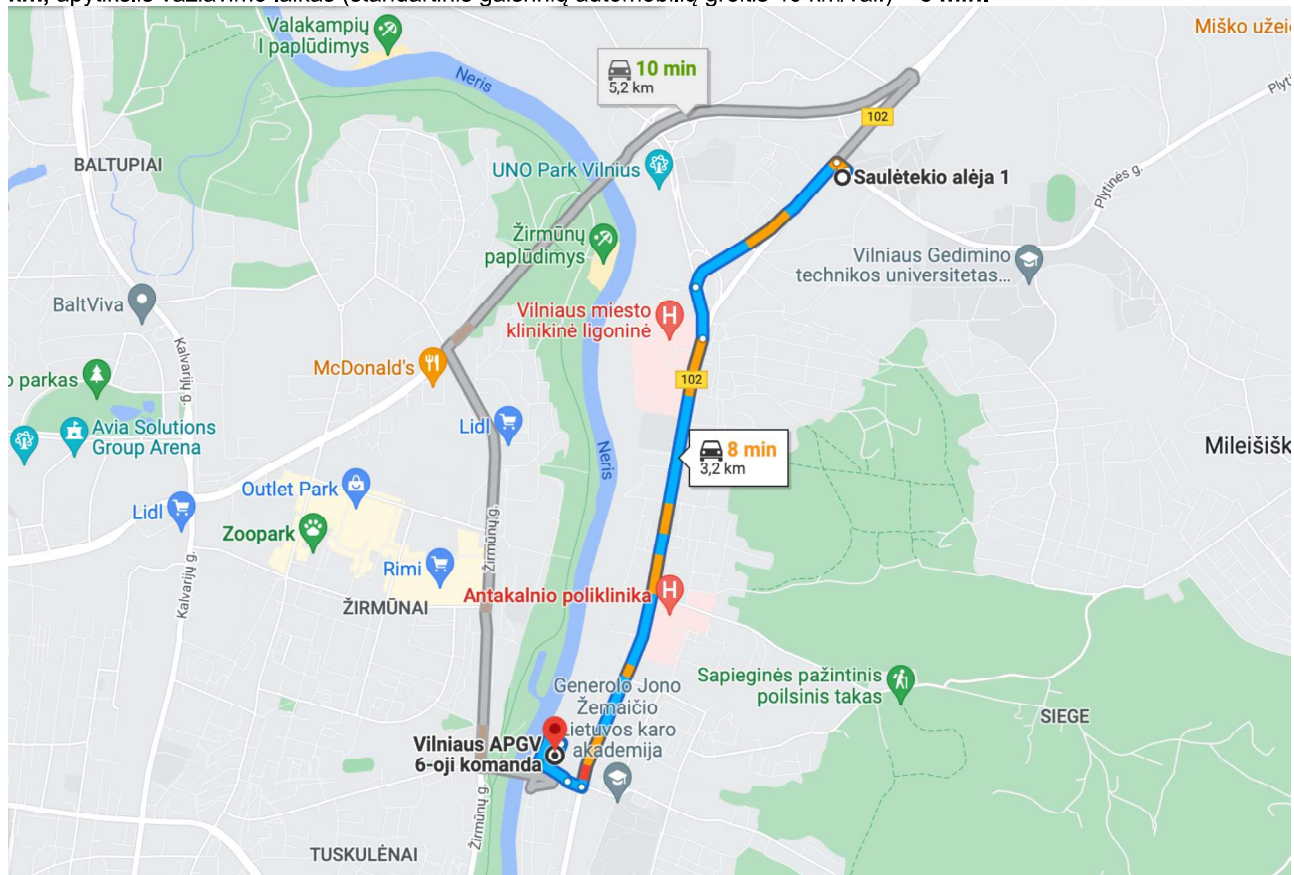 Valakampių
I paplūdimys
Miško užei
Neris
10 min
5,2 km
Plyti
102
BALTUPIAI
UNO Park Vilnius
Saulėtekio alėja 1
Plytinės g.
Žirmūnų
paplūdimys
Vilniaus Gedimino
technikos universitetas...
BaltViva
Vilniaus miesto
klinikinė ligoninė
Kalvarijų g.
McDonald's
102
o parkas
Avia Solutions
Group Arena
Lidl
Neris
8 min
3,2 km
Mileišišk
Outlet Park
Lidl
Zoopark
Žirmūnų g.
Rimi
Kalvarijų g.
Antakalnio poliklinika
ŽIRMŪNAI
Sapieginės pažintinis
poilsinis takas
Generolo Jono
Žemaičio
Lietuvos karo
akademija
SIEGE
Vilniaus APGV
6-oji komanda
Žirmūnų g.
TUSKULĖNAI